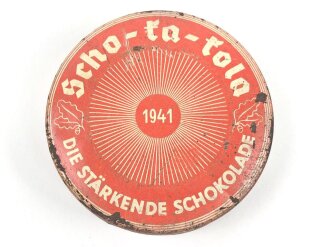 Scho-ka-kola
1941
DIE STÄRKENDE SCHOKOLADE